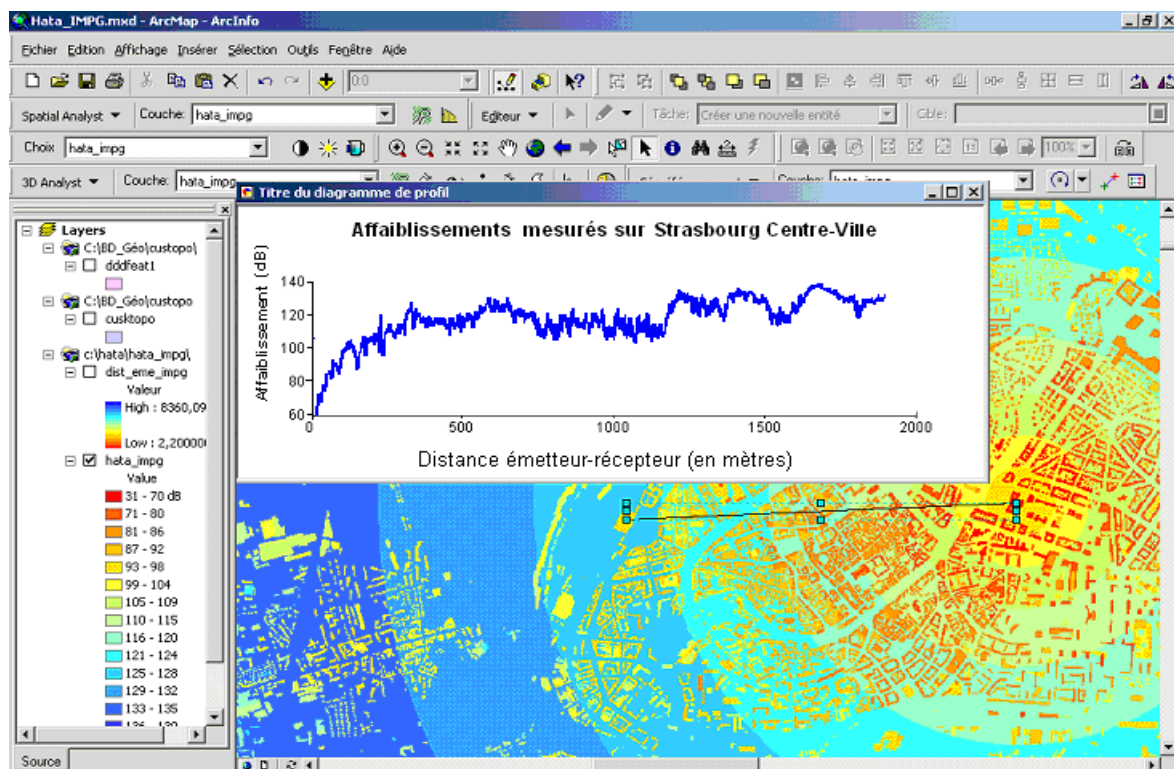 Hata_IMPG.mxd - ArcMap - ArcInfo
Fichier Edition Affichage Insérer Sélection Outils Fenêtre Aide
0:0
Spatial Analyst Couche: hata_impg Editeur Tâche: Créer une nouvelle entité Cible:
Choix hata_impg 100%
3D Analyst Couche: hata_impg Couche:
Layers
C:\BD_Géo\custopo\
dddfeat1
C:\BD_Géo\custopo
cusktopo
c:\hata\hata_impg\
dist_eme_impg
Valeur
High : 8360,09
Low : 2,20000
hata_impg
Value
31 - 70 dB
71 - 80
81 - 86
87 - 92
93 - 98
99 - 104
105 - 109
110 - 115
116 - 120
121 - 124
125 - 128
129 - 132
133 - 135
Source
Titre du diagramme de profil
Affaiblissements mesurés sur Strasbourg Centre-Ville
Affaiblissement (dB)
140
120
100
80
60
0 500 1000 1500 2000
Distance émetteur-récepteur (en mètres)